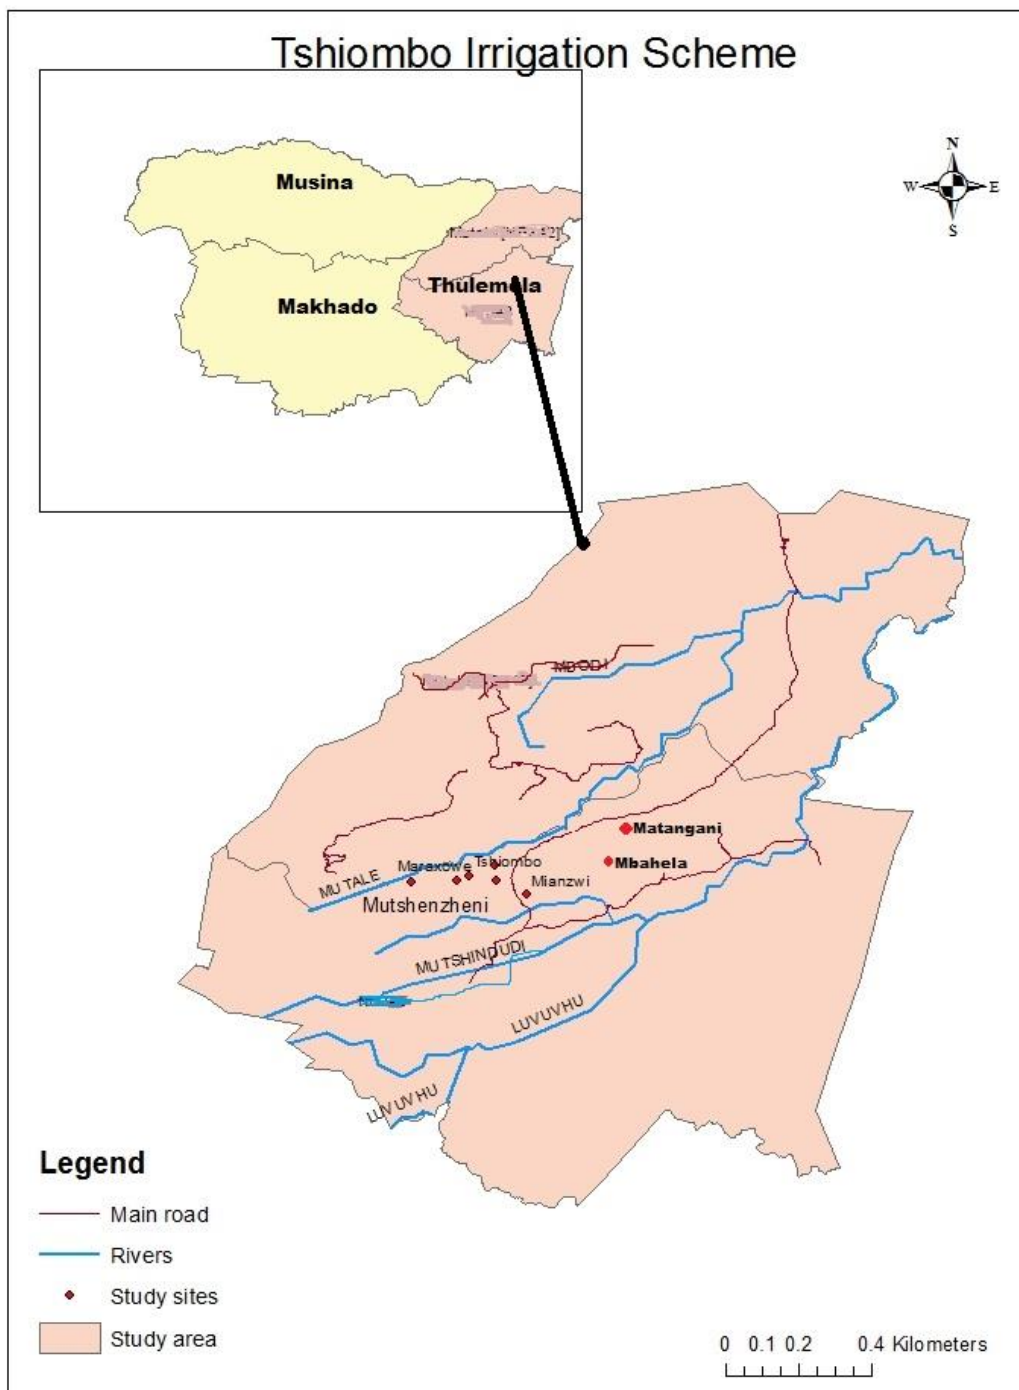 Tshiombo Irrigation Scheme
Musina
Thulemela
Makhado
N
W E
S
MBODI
Matangani
Mbahela
Tshiombo
Maraxowe
Mianzwi
MUTALE
Mutshenzheni
MUTSHINDUDI
LUVUVHU
LUVUVHU
Legend
Main road
Rivers
Study sites
Study area
0 0.1 0.2 0.4 Kilometers